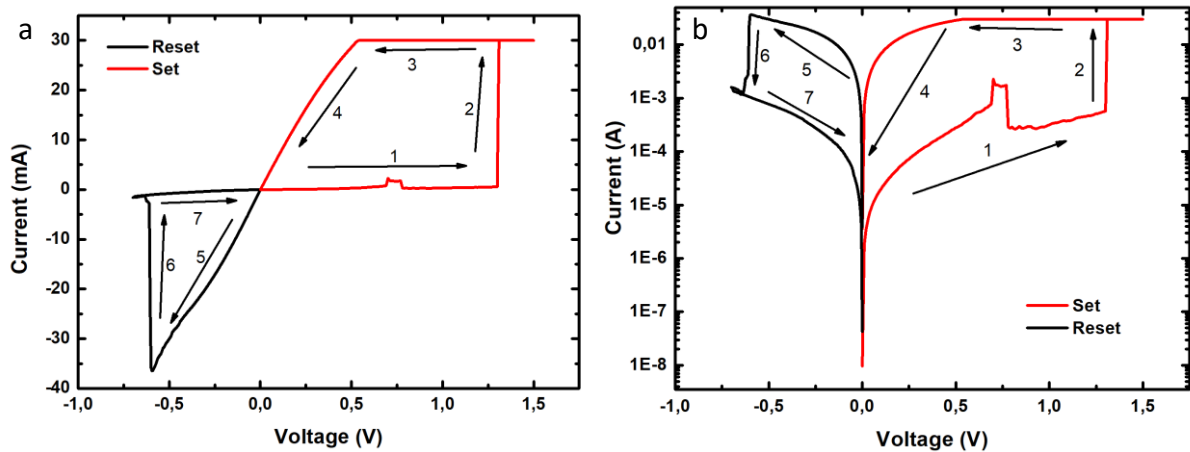 a
Reset
Set
30
20
10
0
-10
-20
-30
-40
Current (mA)
1
2
3
4
5
6
7
-1,0
-0,5
0,0
0,5
1,0
1,5
Voltage (V)
b
0,01
1E-3
1E-4
1E-5
1E-6
1E-7
1E-8
Current (A)
1
2
3
4
5
6
7
Set
Reset
-1,0
-0,5
0,0
0,5
1,0
1,5
Voltage (V)